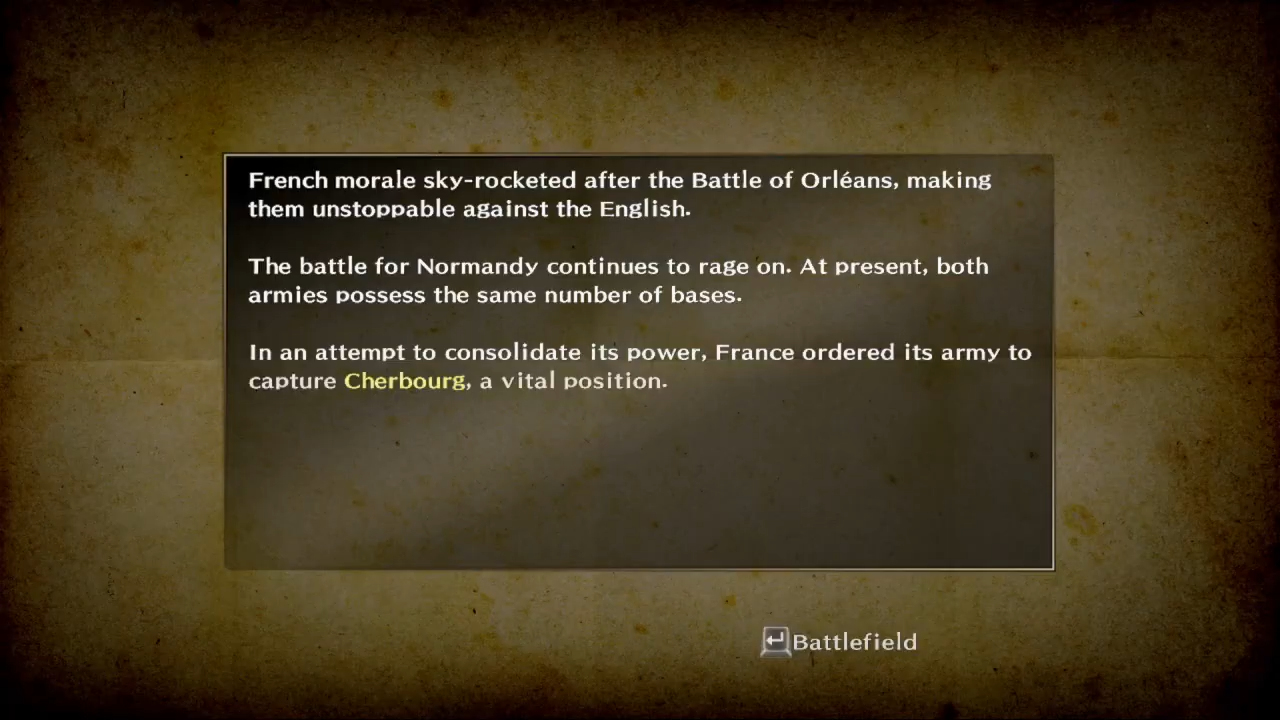 French morale sky-rocketed after the Battle of Orléans, making
them unstoppable against the English.
The battle for Normandy continues to rage on. At present, both
armies possess the same number of bases.
In an attempt to consolidate its power, France ordered its army to
capture Cherbourg, a vital position.
Battlefield